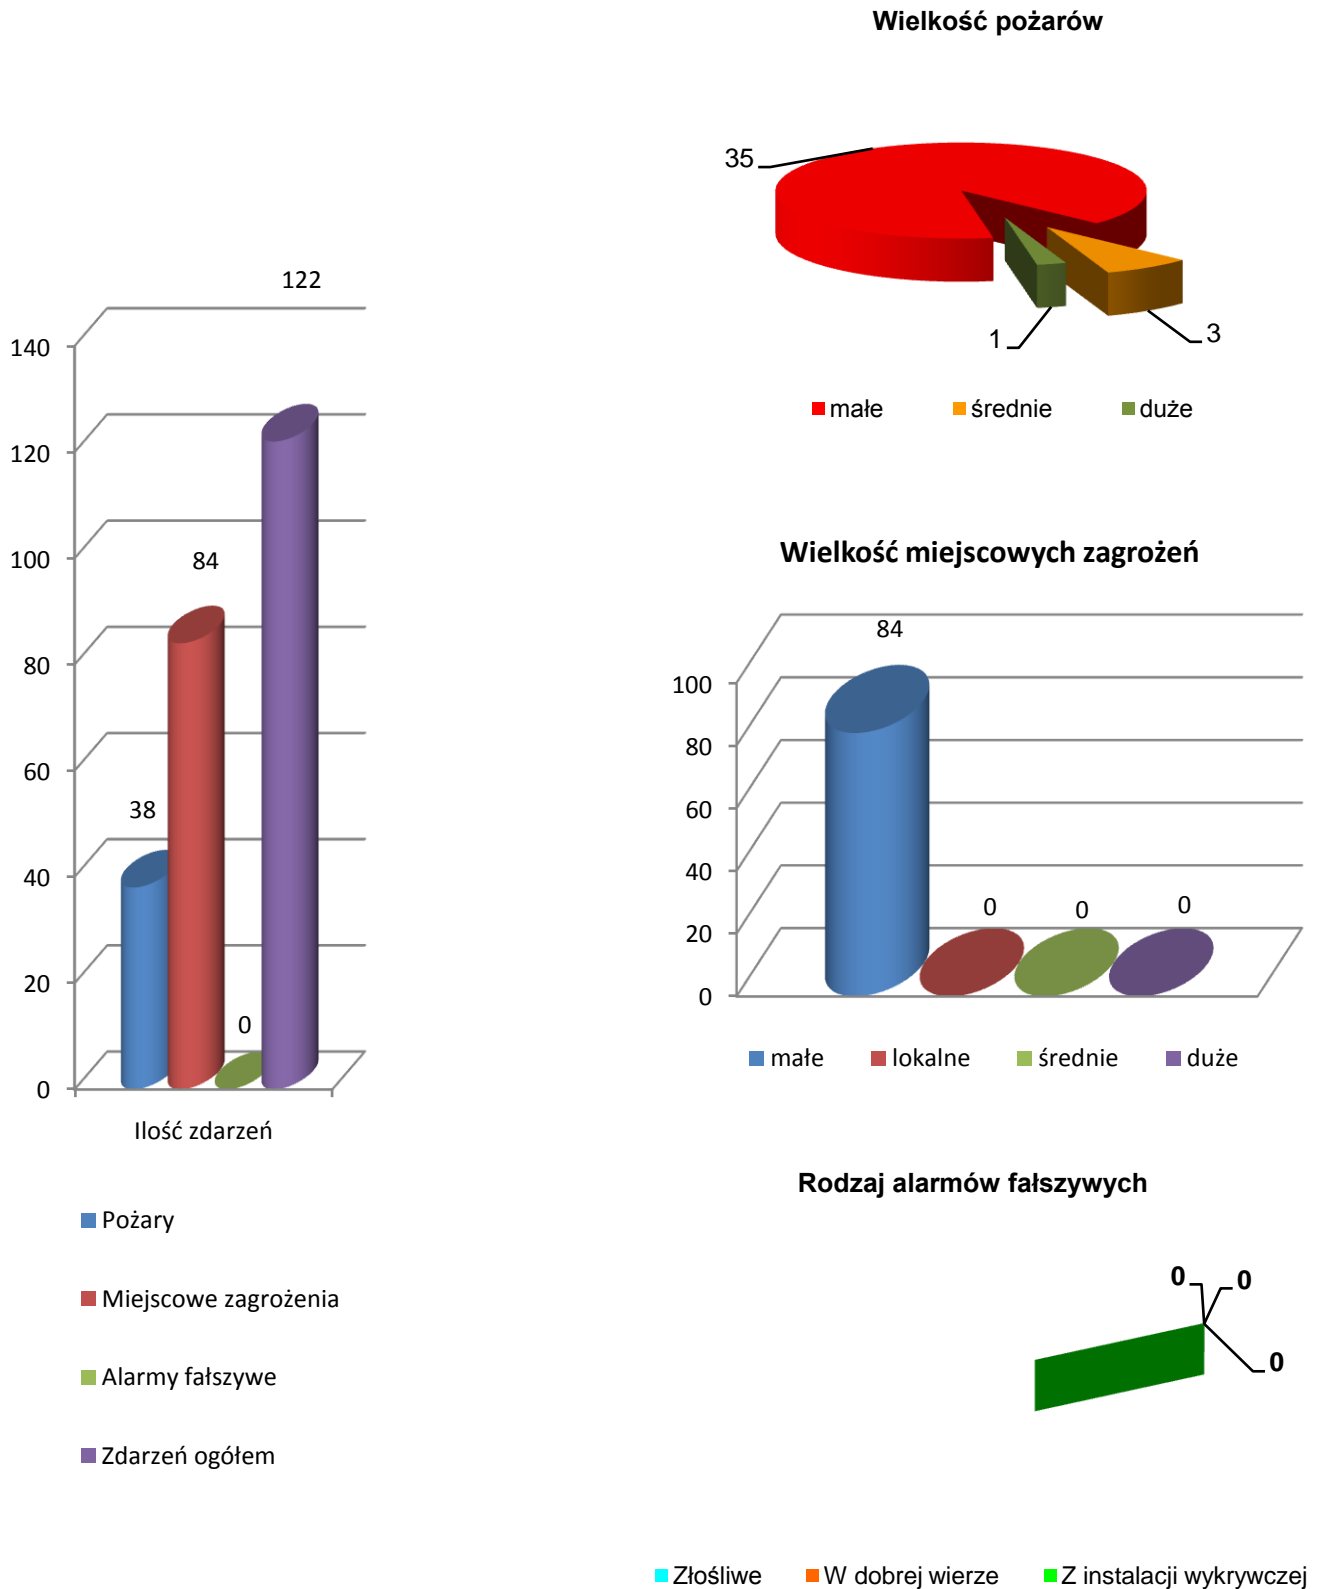 Wielkość pożarów
35
1
3
małe średnie duże
122
140
120
100
80
60
40
20
0
84
38
0
Ilość zdarzeń
Pożary
Miejscowe zagrożenia
Alarmy fałszywe
Zdarzeń ogółem
Wielkość miejscowych zagrożeń
84
100
80
60
40
20
0
0 0 0
małe lokalne średnie duże
Rodzaj alarmów fałszywych
0 0
0
Złośliwe W dobrej wierze Z instalacji wykrywczej